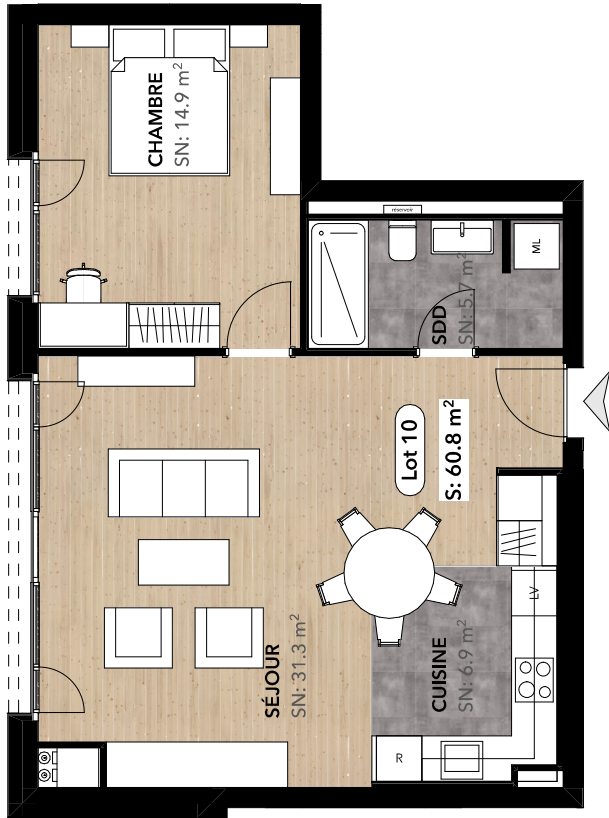 CHAMBRE
SN: 14.9 m²
réservoir
ML
SDD
SN: 5.7 m²
Lot 10
S: 60.8 m²
LV
SÉJOUR
SN: 31.3 m²
CUISINE
SN: 6.9 m²
R